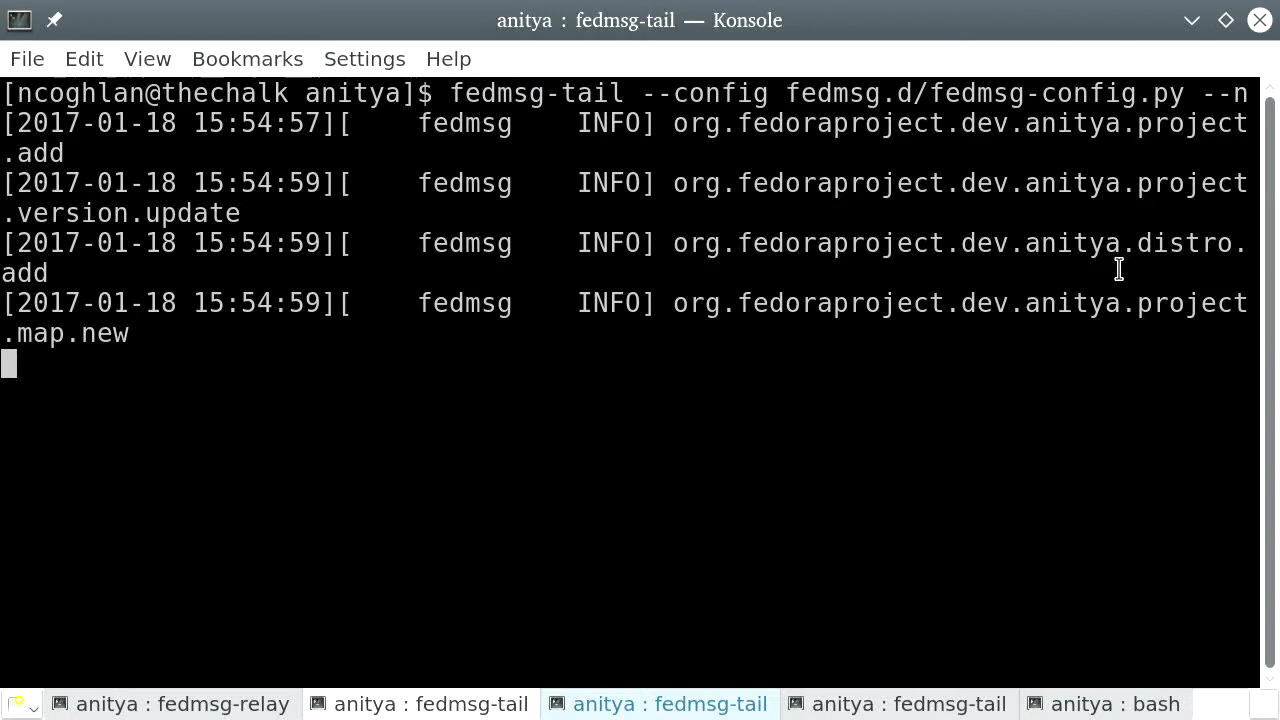 anitya : fedmsg-tail — Konsole
File Edit View Bookmarks Settings Help
[ncoghlan@thechalk anitya]$ fedmsg-tail --config fedmsg.d/fedmsg-config.py --n
[2017-01-18 15:54:57][    fedmsg    INFO] org.fedoraproject.dev.anitya.project
.add
[2017-01-18 15:54:59][    fedmsg    INFO] org.fedoraproject.dev.anitya.project
.version.update
[2017-01-18 15:54:59][    fedmsg    INFO] org.fedoraproject.dev.anitya.distro.
add
[2017-01-18 15:54:59][    fedmsg    INFO] org.fedoraproject.dev.anitya.project
.map.new
anitya : fedmsg-relay anitya : fedmsg-tail anitya : fedmsg-tail anitya : fedmsg-tail anitya : bash